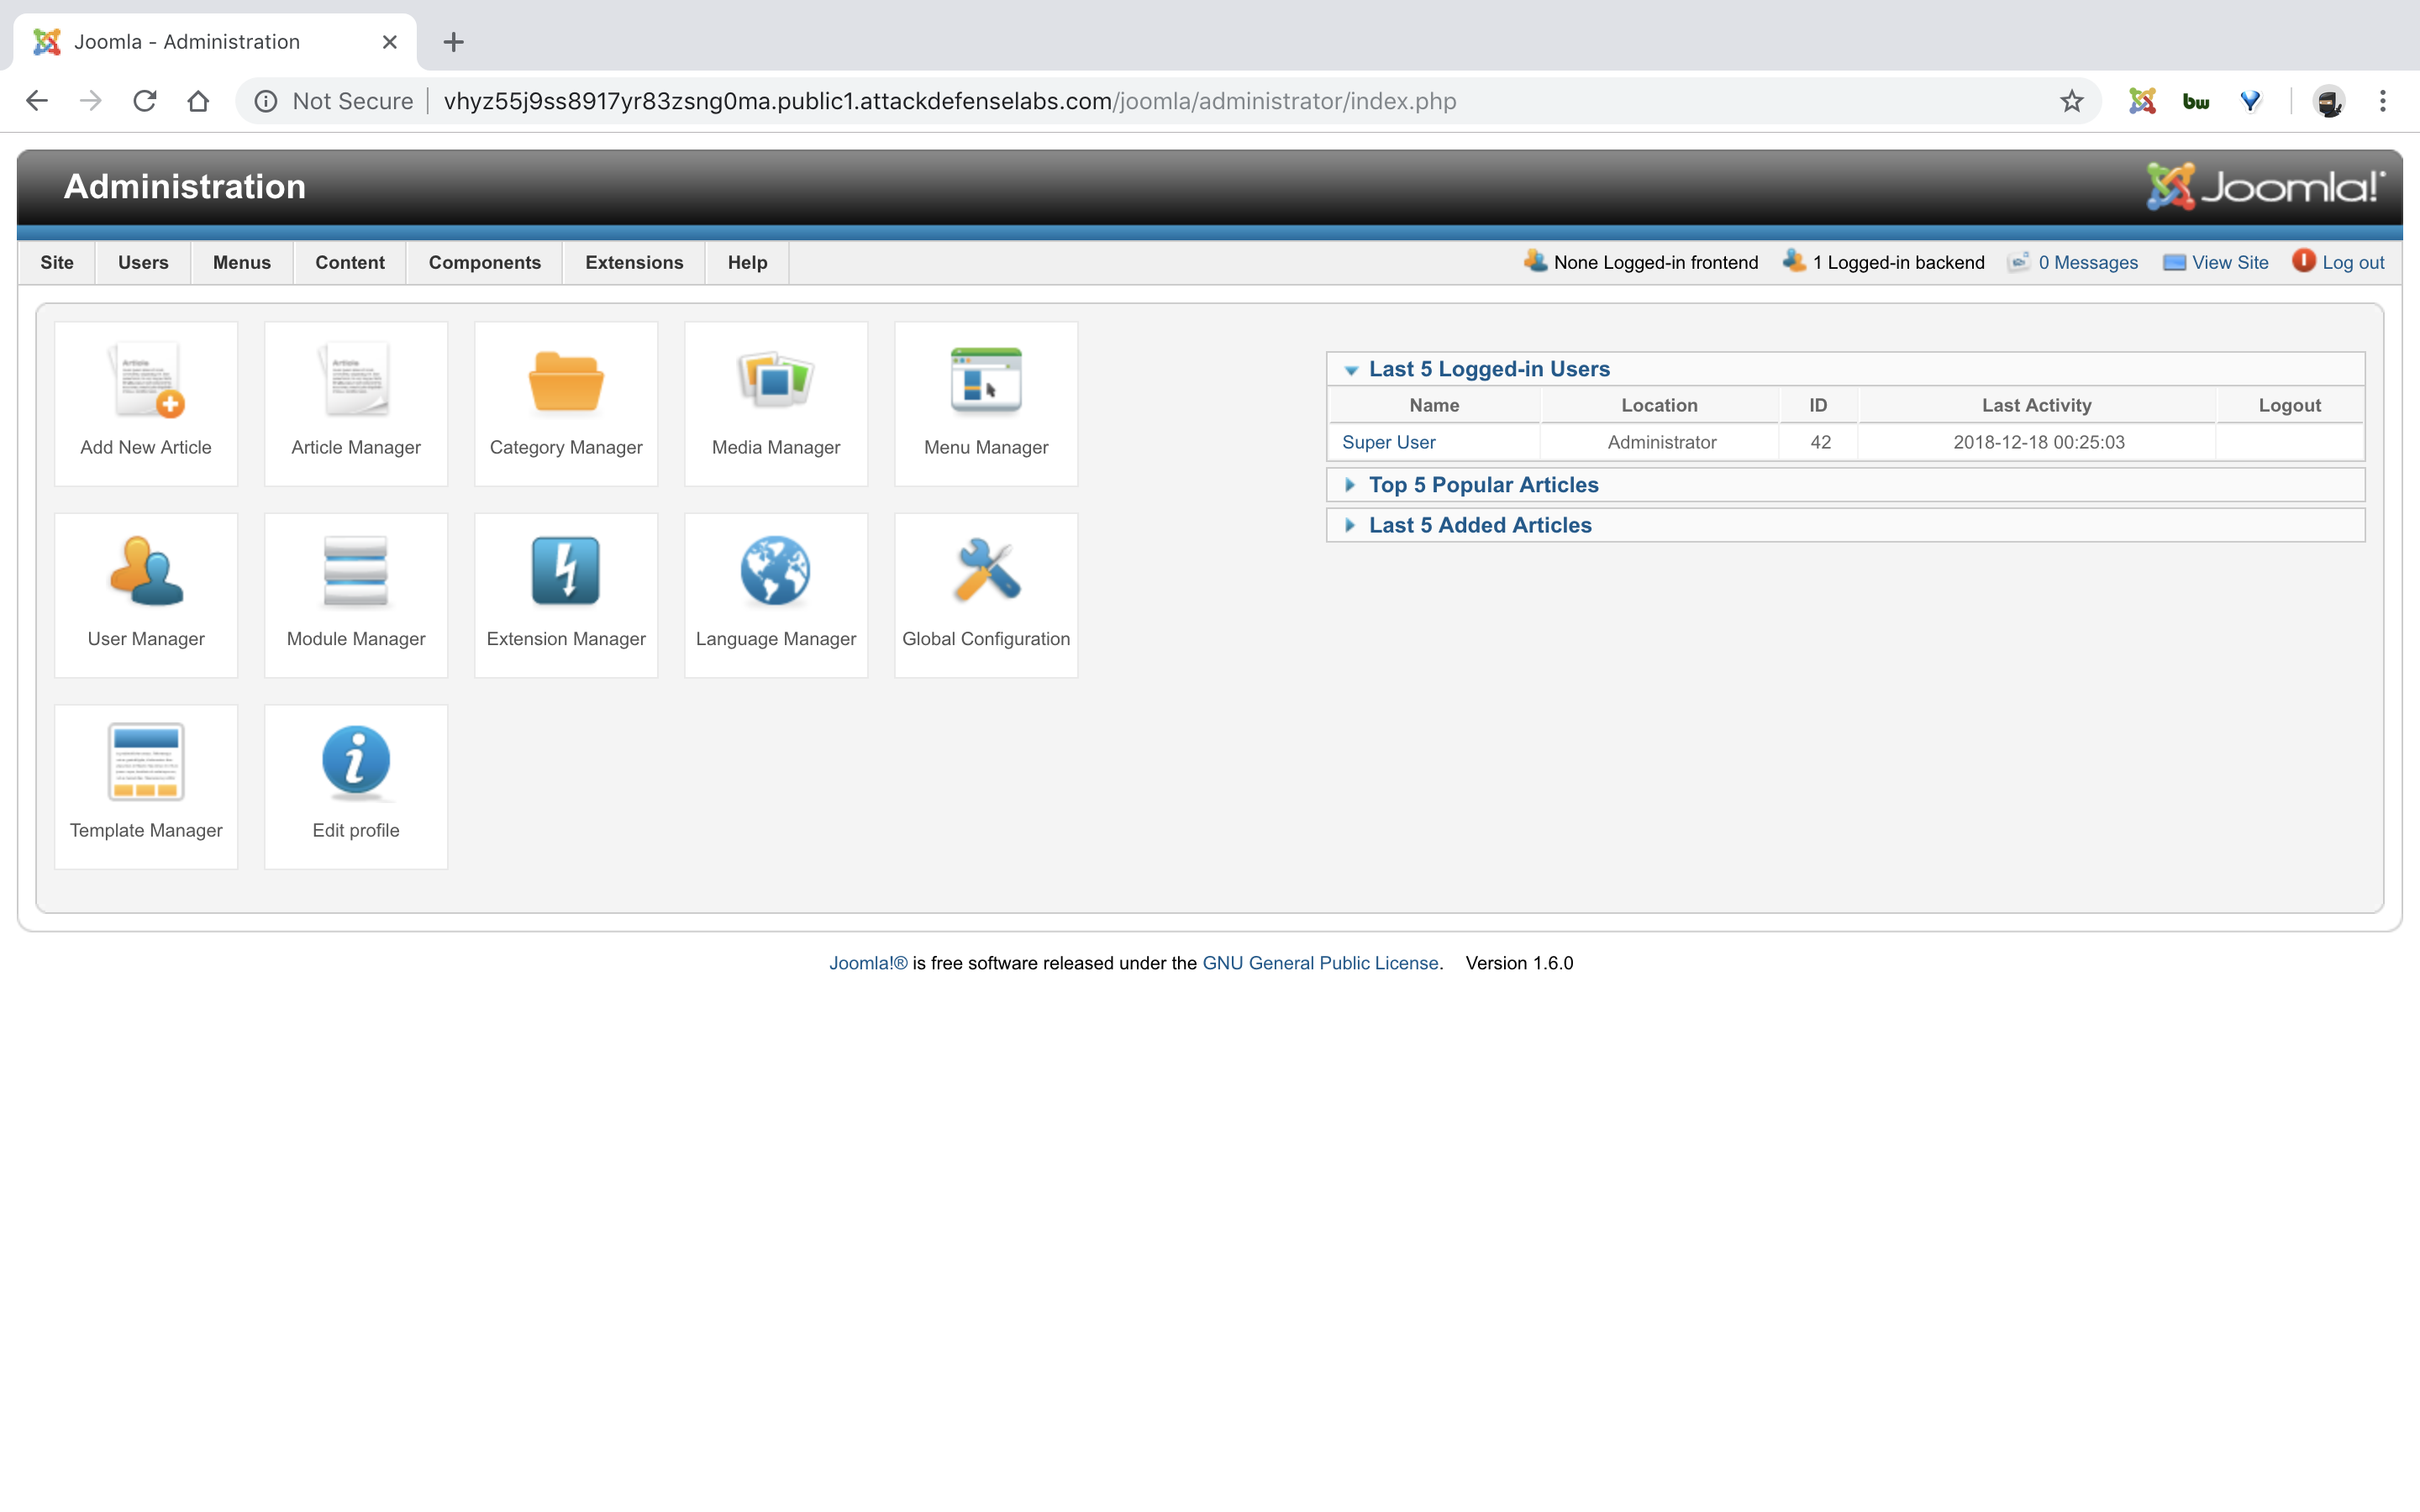 Joomla - Administration
Not Secure
vhyz55j9ss8917yr83zsng0ma.public1.attackdefenselabs.com/joomla/administrator/index.php
bw
Administration
Joomla!
Site
Users
Menus
Content
Components
Extensions
Help
None Logged-in frontend
1 Logged-in backend
0 Messages
View Site
Log out
Article
Article
Add New Article
Article Manager
Category Manager
Media Manager
Menu Manager
User Manager
Module Manager
Extension Manager
Language Manager
Global Configuration
Template Manager
Edit profile
Last 5 Logged-in Users
Name Location ID Last Activity Logout
Super User Administrator 42 2018-12-18 00:25:03
Top 5 Popular Articles
Last 5 Added Articles
Joomla!® is free software released under the GNU General Public License. Version 1.6.0